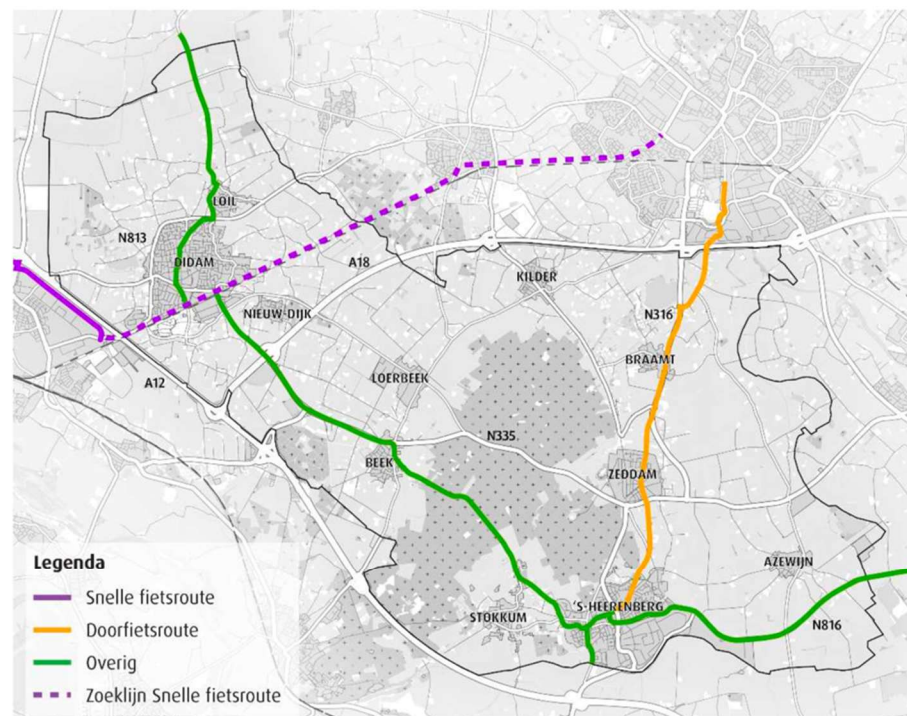 LOIL
N813
DIDAM
A18
KILDER
NIEUW-DIJK
N316
BRAAMT
LOERBEEK
A12
N335
BEEK
ZEDDAM
Legenda
Snelle fietsroute
Doorfietsroute
Overig
Zoeklijn Snelle fietsroute
AZEWIJN
'S-HEERENBERG
STOKKUM
N816